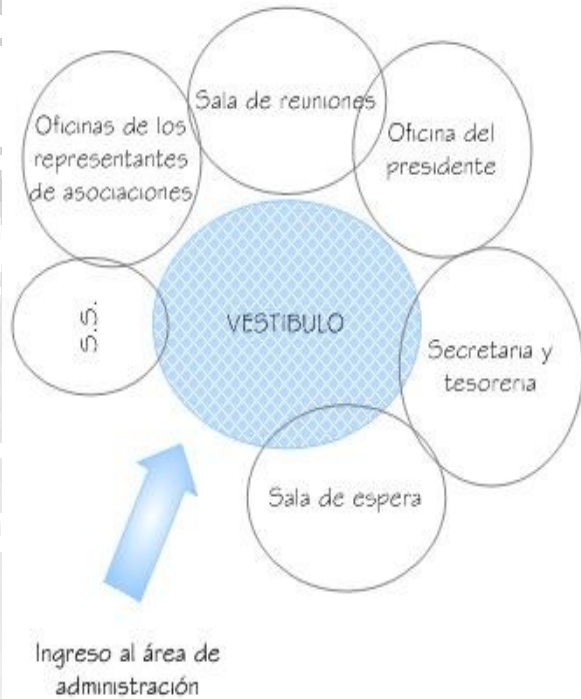 Sala de reuniones
Oficinas de los
representantes
de asociaciones
Oficina del
presidente
S.S.
VESTIBULO
Secretaria y
tesoreria
Sala de espera
Ingreso al área de
administración